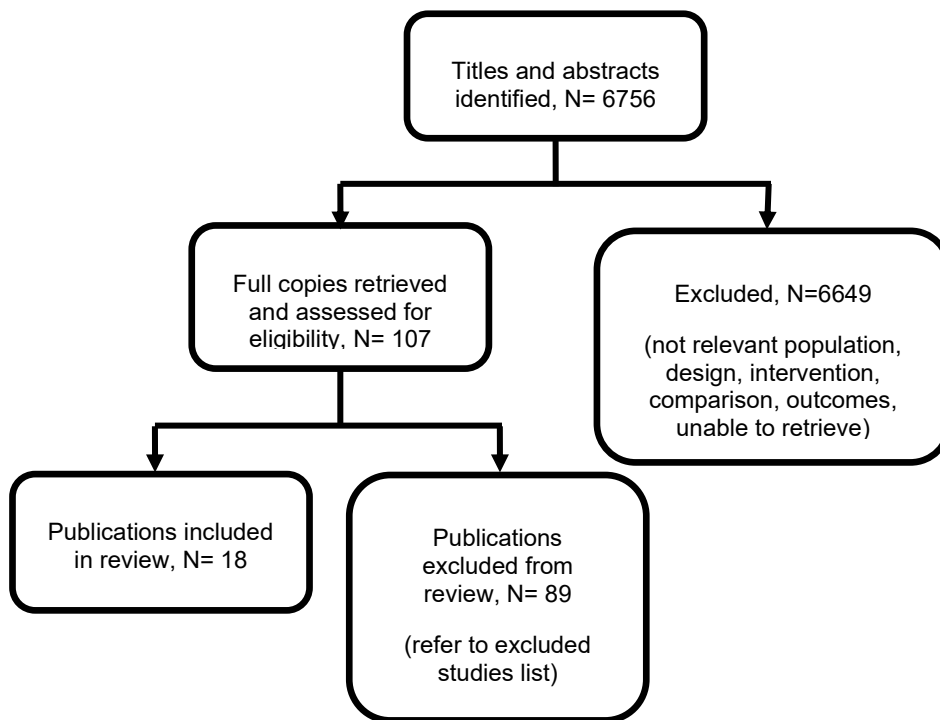 Titles and abstracts
identified, N= 6756
Full copies retrieved
and assessed for
eligibility, N= 107
Excluded, N=6649
(not relevant population,
design, intervention,
comparison, outcomes,
unable to retrieve)
Publications included
in review, N= 18
Publications
excluded from
review, N= 89
(refer to excluded
studies list)